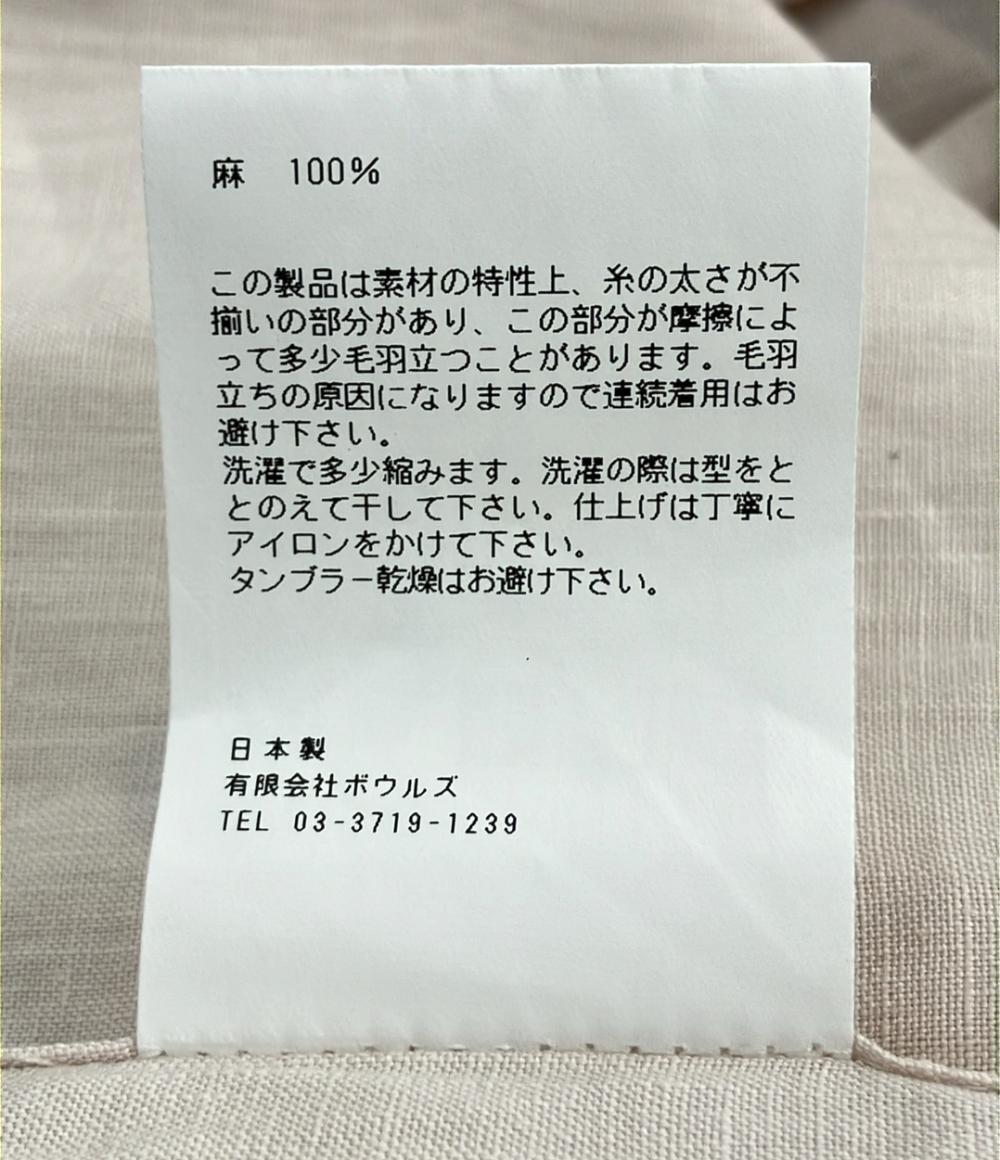 麻　100%
この製品は素材の特性上、糸の太さが不
揃いの部分があり、この部分が摩擦によ
って多少毛羽立つことがあります。毛羽
立ちの原因になりますので連続着用はお
避け下さい。
洗濯で多少縮みます。洗濯の際は型をと
とのえて干して下さい。仕上げは丁寧に
アイロンをかけて下さい。
タンブラー乾燥はお避け下さい。
日本製
有限会社ボウルズ
TEL 03-3719-1239